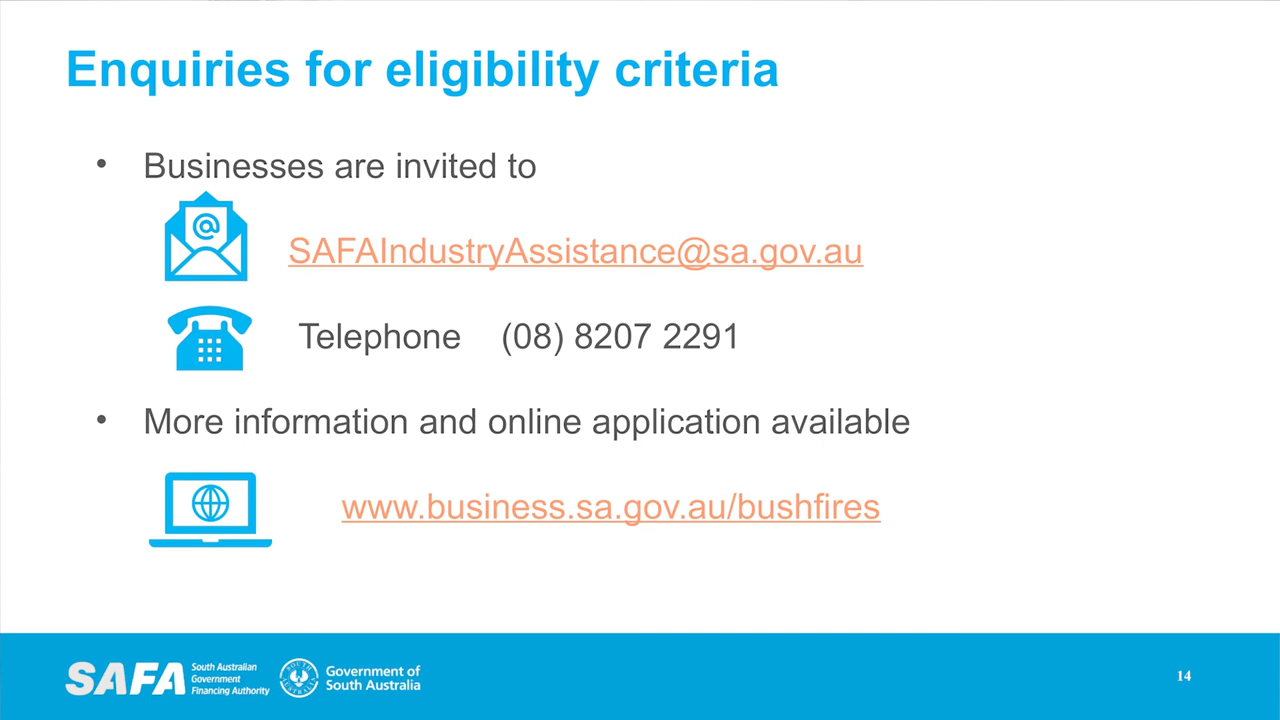 Enquiries for eligibility criteria
• Businesses are invited to
@
SAFAIndustryAssistance@sa.gov.au
Telephone (08) 8207 2291
• More information and online application available
www.business.sa.gov.au/bushfires
SAFA
South Australian
Government
Financing Authority
SOUTH AUSTRALIA
Government of
South Australia
14